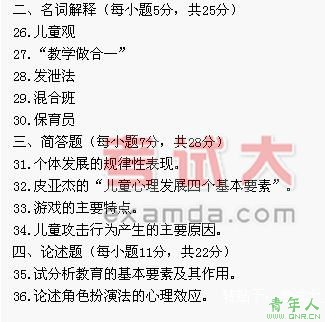 二、名词解释（每小题5分，共25分）
26.儿童观
27.“教学做合一”
28.发泄法
29.混合班
30.保育员
三、简答题（每小题7分，共28分）
31.个体发展的规律性表现。
32.皮亚杰的“儿童心理发展四个基本要素”。
33.游戏的主要特点。
34.儿童攻击行为产生的主要原因。
四、论述题（每小题11分，共22分）
35.试分析教育的基本要素及其作用。
36.论述角色扮演法的心理效应。
考试大
examda.com
青年人
QNR.CN